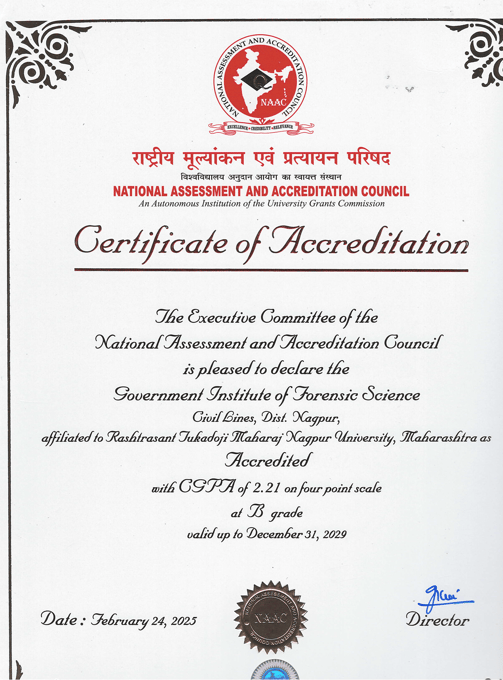 NATIONAL ASSESSMENT AND ACCREDITATION COUNCIL
NAAC
EXCELLENCE • CREDIBILITY • RELEVANCE
राष्ट्रीय मूल्यांकन एवं प्रत्यायन परिषद
विश्वविद्यालय अनुदान आयोग का स्वायत्त संस्थान
NATIONAL ASSESSMENT AND ACCREDITATION COUNCIL
An Autonomous Institution of the University Grants Commission
Certificate of Accreditation
The Executive Committee of the
National Assessment and Accreditation Council
is pleased to declare the
Government Institute of Forensic Science
Civil Lines, Dist. Nagpur,
affiliated to Rashtrasant Tukadoji Maharaj Nagpur University, Maharashtra as
Accredited
with CGPA of 2.21 on four point scale
at B grade
valid up to December 31, 2029
NAAC
Date : February 24, 2025
Director